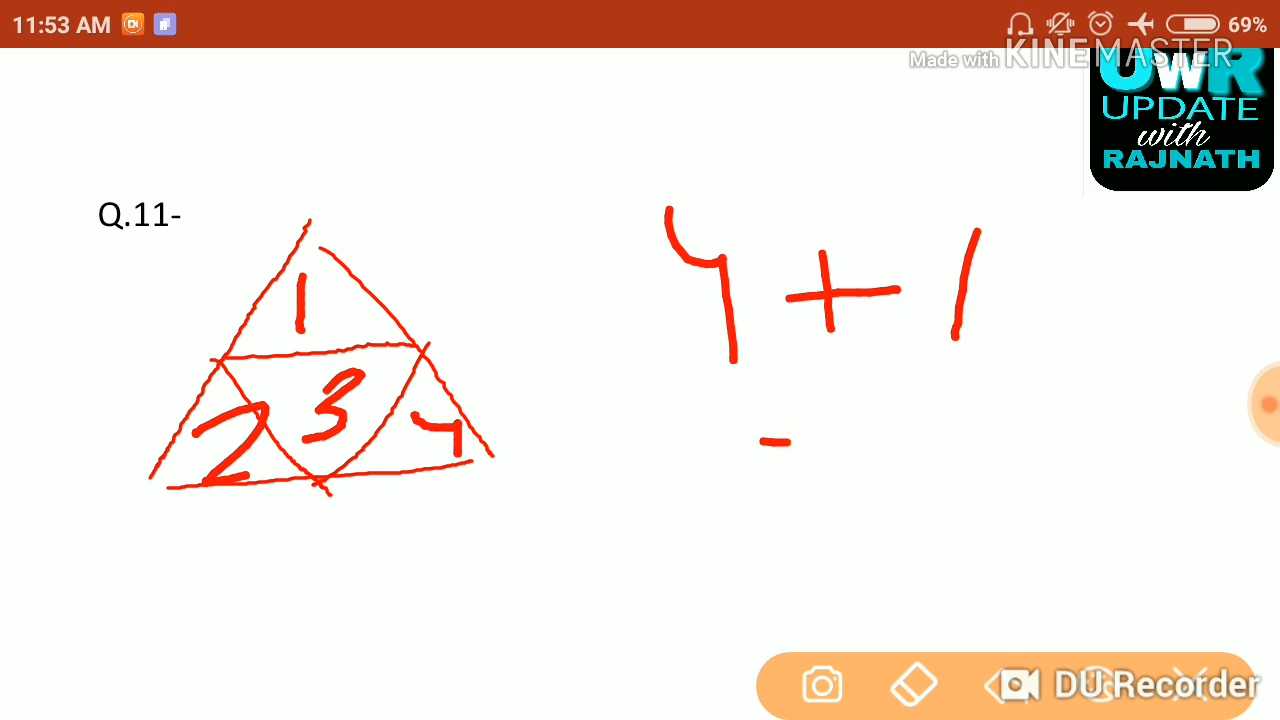 11:53 AM
69%
Made with KINEMASTER
UWR
UPDATE
with
RAJNATH
Q.11-
1
4 + 1
2 3 4
-
DU Recorder